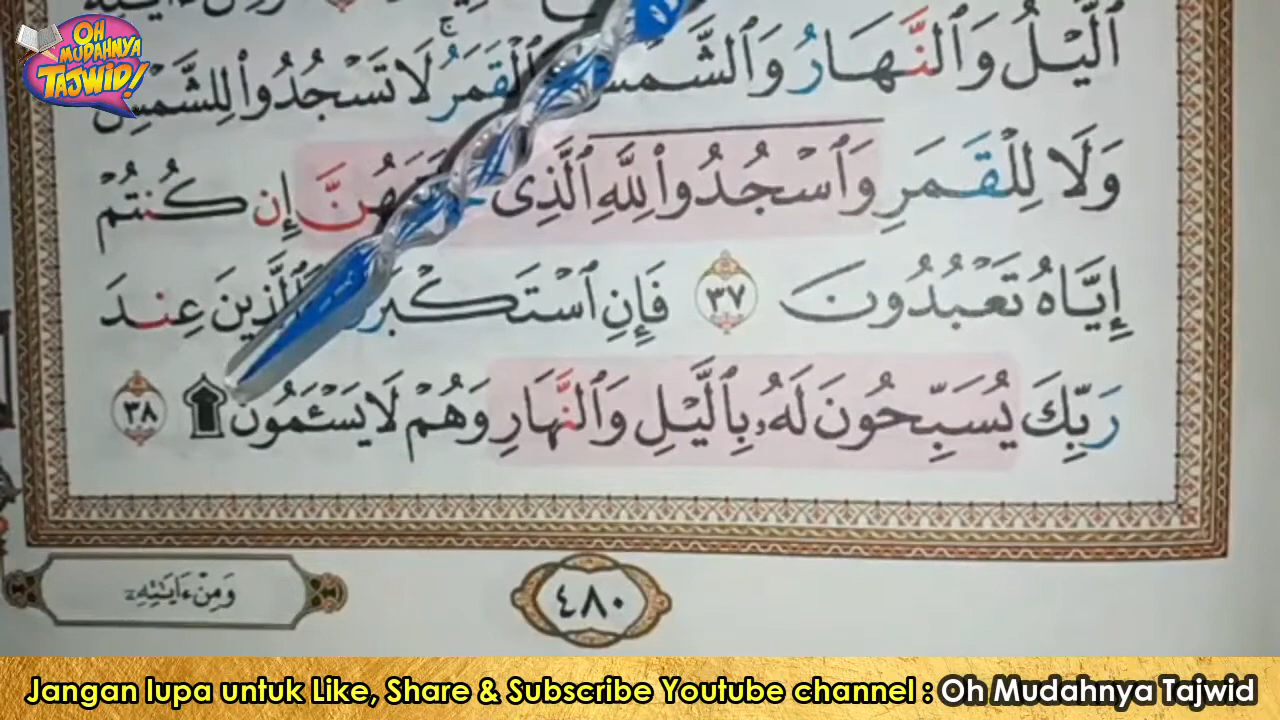 OH
MUDAHNYA
TAJWID!
ٱلَّيْلُ وَٱلنَّهَارُ وَٱلشَّمْسُ وَٱلْقَمَرُ ۚ لَا تَسْجُدُوا۟ لِلشَّمْسِ
وَلَا لِلْقَمَرِ وَٱسْجُدُوا۟ لِلَّهِ ٱلَّذِى إِن كُنتُمْ
إِيَّاهُ تَعْبُدُونَ ٣٧ فَإِنِ ٱسْتَكْبَرُوا۟ فَٱلَّذِينَ عِندَ
رَبِّكَ يُسَبِّحُونَ لَهُۥ بِٱلَّيْلِ وَٱلنَّهَارِ وَهُمْ لَا يَسْـَٔمُونَ ٣٨
وَمِنْ ءَايَـٰتِهِۦ
٤٨٠
Jangan lupa untuk Like, Share & Subscribe Youtube channel : Oh Mudahnya Tajwid